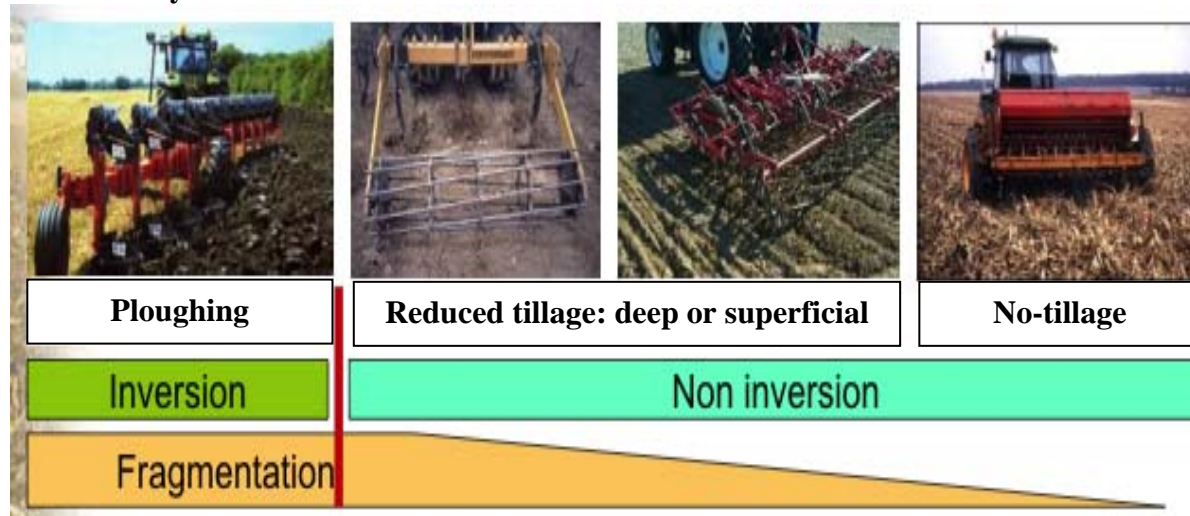 Ploughing
Reduced tillage: deep or superficial
No-tillage
Inversion
Non inversion
Fragmentation